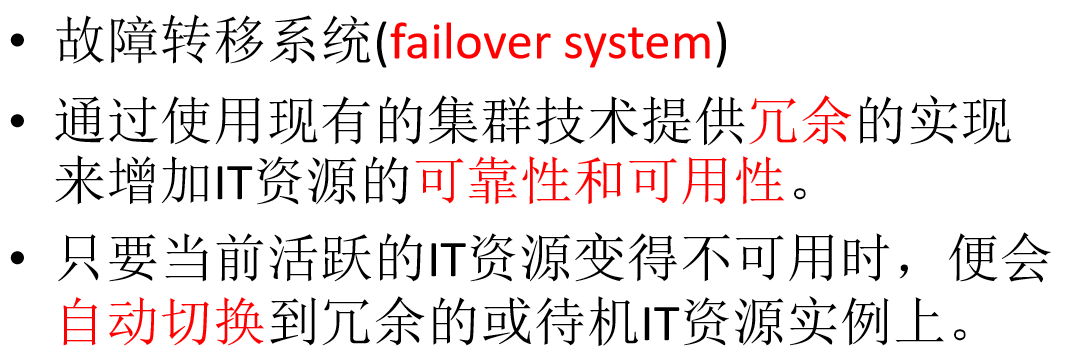 • 故障转移系统(failover system)
• 通过使用现有的集群技术提供冗余的实现
来增加IT资源的可靠性和可用性。
• 只要当前活跃的IT资源变得不可用时，便会
自动切换到冗余的或待机IT资源实例上。